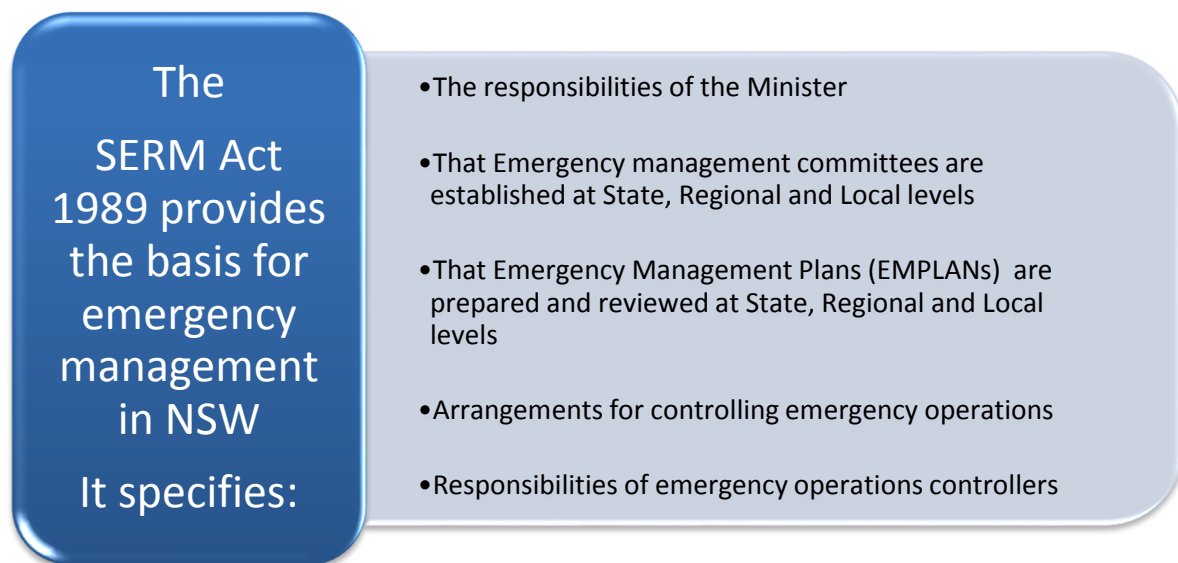 The
SERM Act
1989 provides
the basis for
emergency
management
in NSW
It specifies:
•The responsibilities of the Minister
•That Emergency management committees are
established at State, Regional and Local levels
•That Emergency Management Plans (EMPLANs)  are
prepared and reviewed at State, Regional and Local
levels
•Arrangements for controlling emergency operations
•Responsibilities of emergency operations controllers